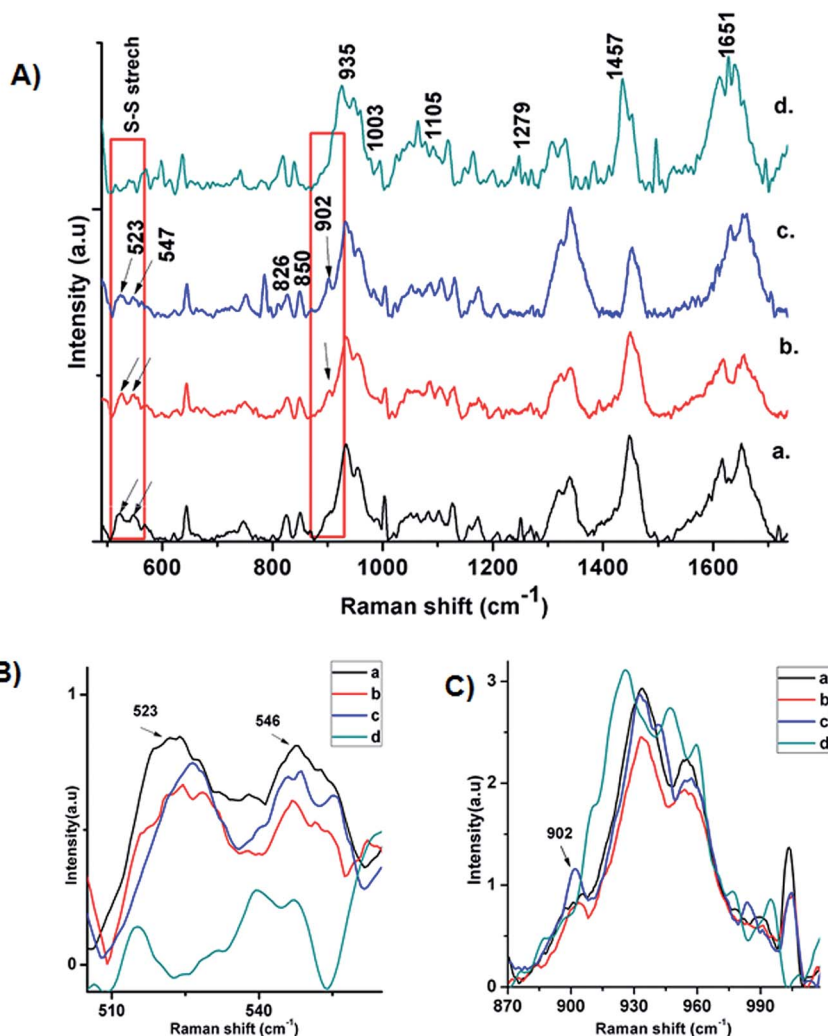 A)
S-S strech
935
1003
1105
1279
1457
1651
d.
523
547
826
850
902
c.
b.
a.
Intensity (a.u)
600 800 1000 1200 1400 1600
Raman shift (cm-1)
B)
a
b
c
d
523
546
1
0
Intensity(a.u)
510 540
Raman shift (cm-1)
C)
a
b
c
d
902
3
2
1
0
Intensity(a.u)
870 900 930 960 990
Raman shift (cm-1)